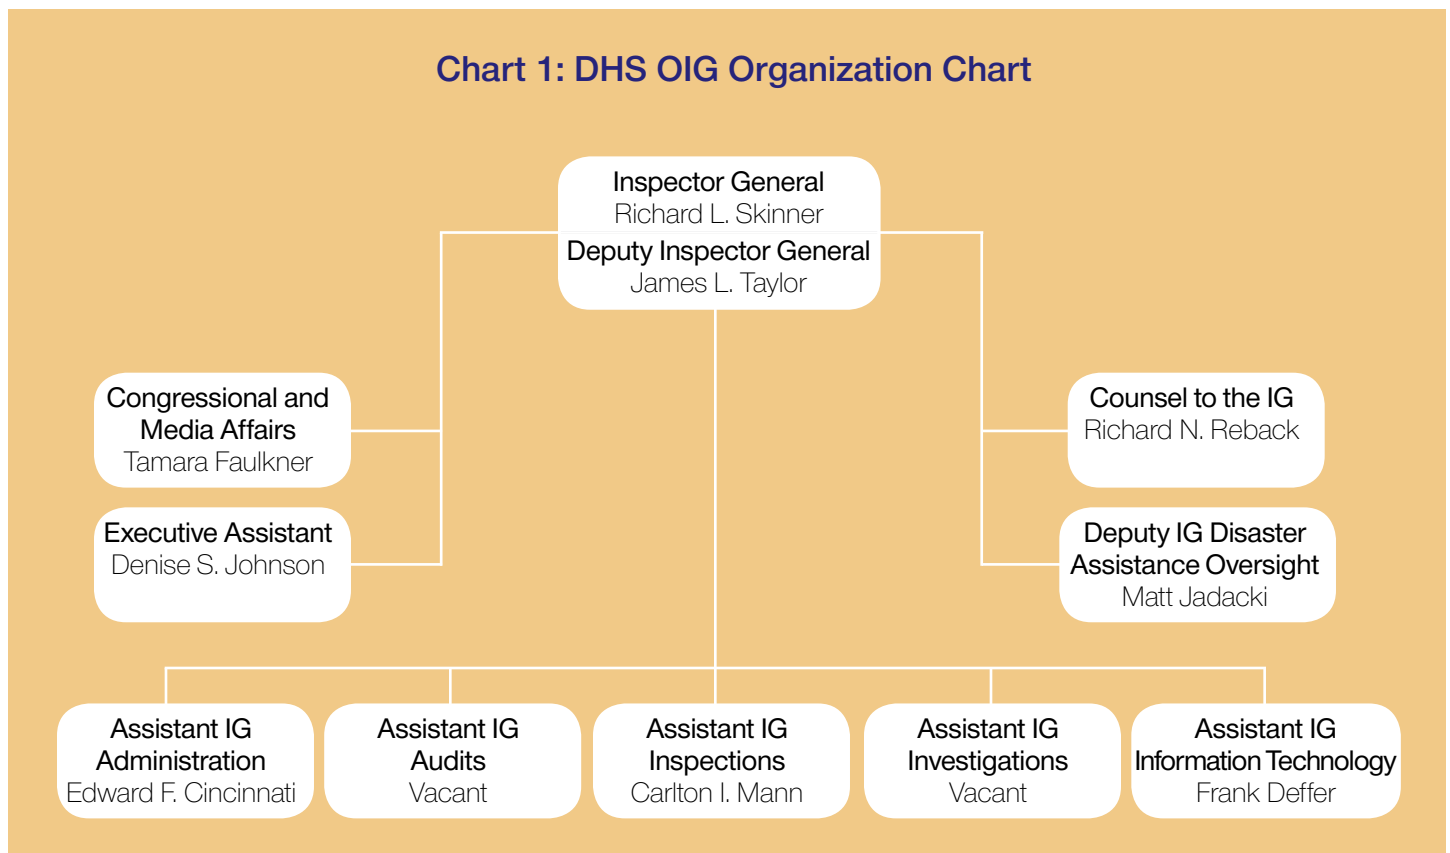 Chart 1: DHS OIG Organization Chart
Inspector General
Richard L. Skinner
Deputy Inspector General
James L. Taylor
Congressional and
Media Affairs
Tamara Faulkner
Counsel to the IG
Richard N. Reback
Executive Assistant
Denise S. Johnson
Deputy IG Disaster
Assistance Oversight
Matt Jadacki
Assistant IG
Administration
Edward F. Cincinnati
Assistant IG
Audits
Vacant
Assistant IG
Inspections
Carlton I. Mann
Assistant IG
Investigations
Vacant
Assistant IG
Information Technology
Frank Deffer